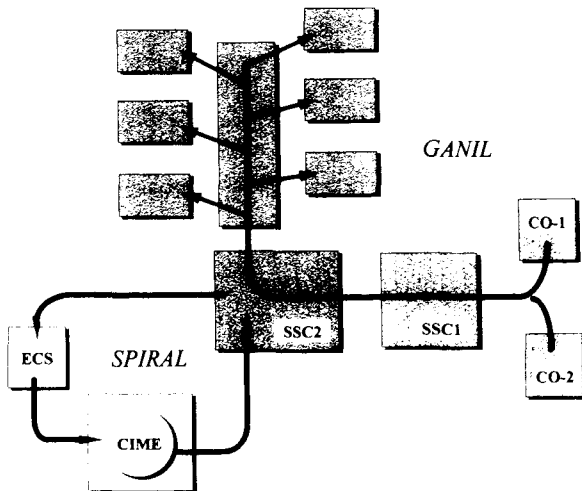 GANIL
CO-1
SSC2
SSC1
ECS
SPIRAL
CO-2
CIME